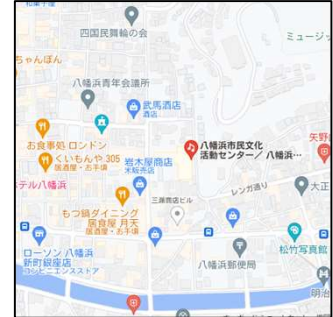 四国民舞輪の会
ミュージ
ちゃんぽん
八幡浜青年会議所
武馬酒店
酒店
矢野
お食事処 ロンドン
くいもんや 305
居酒屋・お手頃
岩木屋商店
八幡浜市民文化
活動センター／ 八幡浜…
テル八幡浜
三瀬商店ビル
レンガ通り
大正
もつ鍋ダイニング
居食屋 月天
居酒屋・お手頃
ローソン 八幡浜
新町銀座店
コンビニエンスストア
八幡浜郵便局
松竹写真館
明治